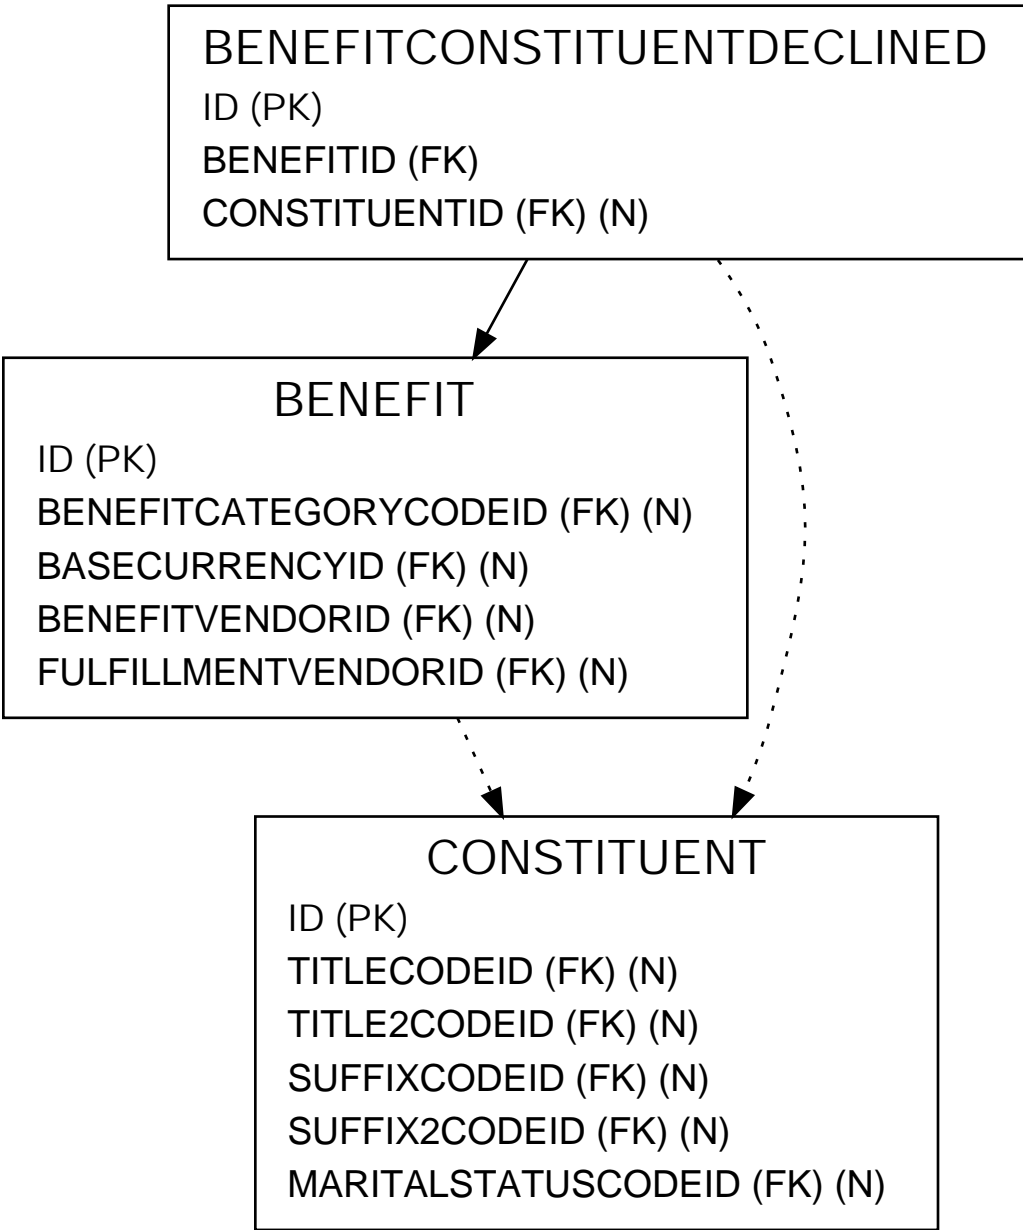 BENEFITCONSTITUENTDECLINED
ID (PK)
BENEFITID (FK)
CONSTITUENTID (FK) (N)
BENEFIT
ID (PK)
BENEFITCATEGORYCODEID (FK) (N)
BASECURRENCYID (FK) (N)
BENEFITVENDORID (FK) (N)
FULFILLMENTVENDORID (FK) (N)
CONSTITUENT
ID (PK)
TITLECODEID (FK) (N)
TITLE2CODEID (FK) (N)
SUFFIXCODEID (FK) (N)
SUFFIX2CODEID (FK) (N)
MARITALSTATUSCODEID (FK) (N)